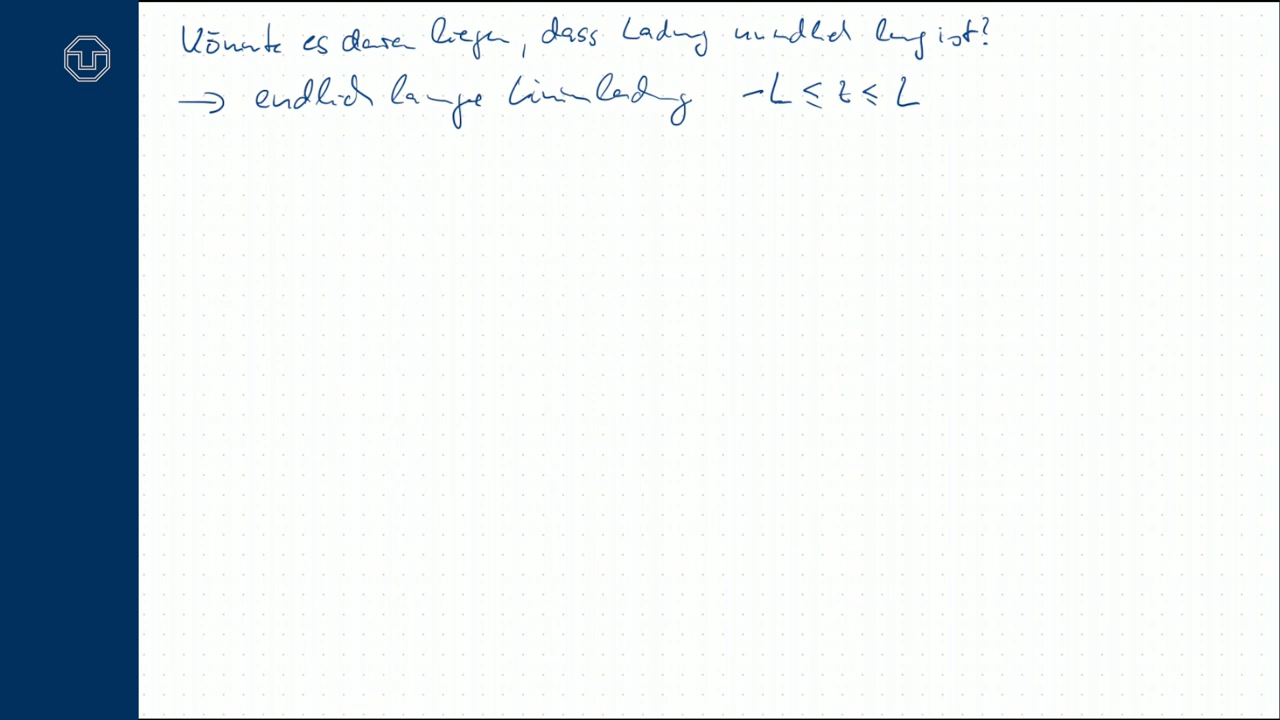 Könnte es daran liegen, dass Ladung unendlich lang ist?
→ endlich lange Linienladung -L ≤ z ≤ L